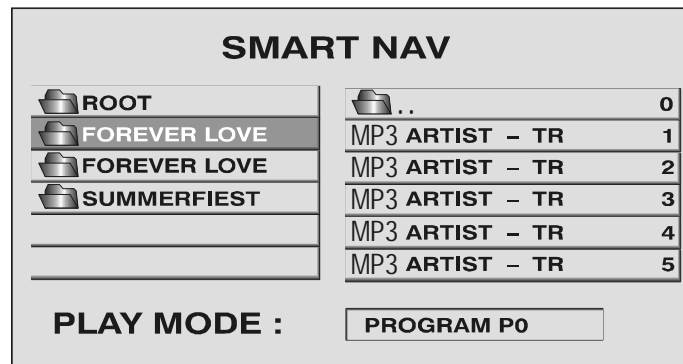 SMART NAV
ROOT
FOREVER LOVE
FOREVER LOVE
SUMMERFIEST
.. 0
MP3 ARTIST – TR 1
MP3 ARTIST – TR 2
MP3 ARTIST – TR 3
MP3 ARTIST – TR 4
MP3 ARTIST – TR 5
PLAY MODE : PROGRAM P0